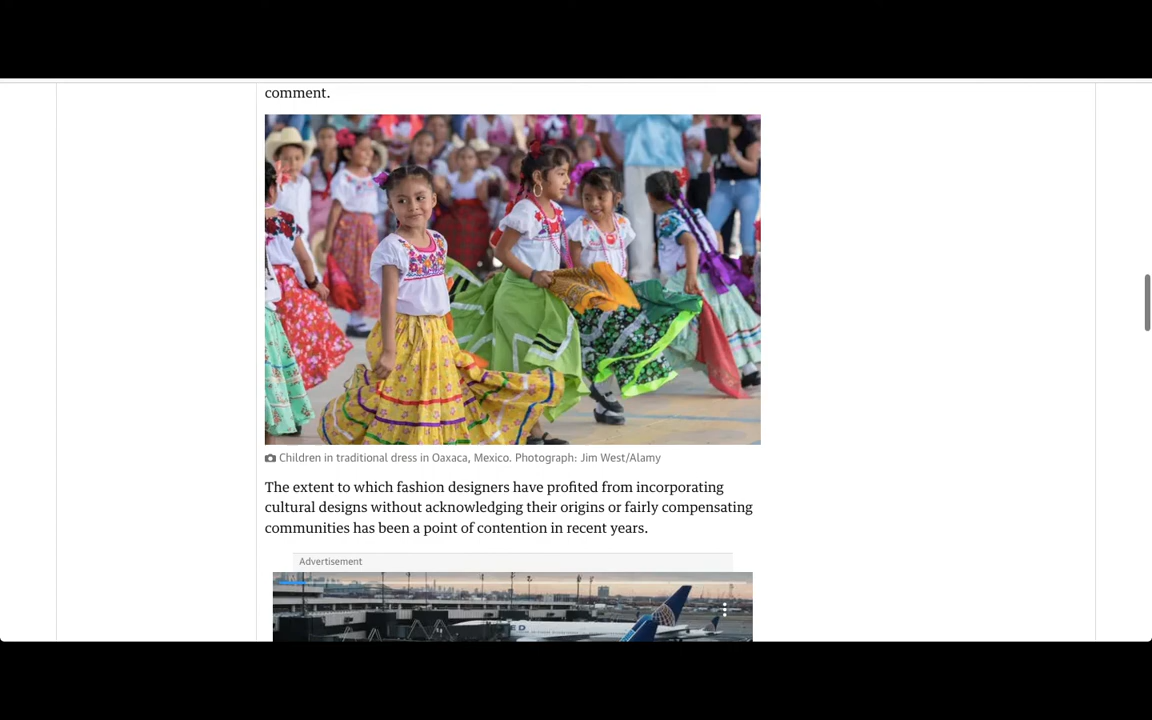 comment.
Children in traditional dress in Oaxaca, Mexico. Photograph: Jim West/Alamy
The extent to which fashion designers have profited from incorporating
cultural designs without acknowledging their origins or fairly compensating
communities has been a point of contention in recent years.
Advertisement